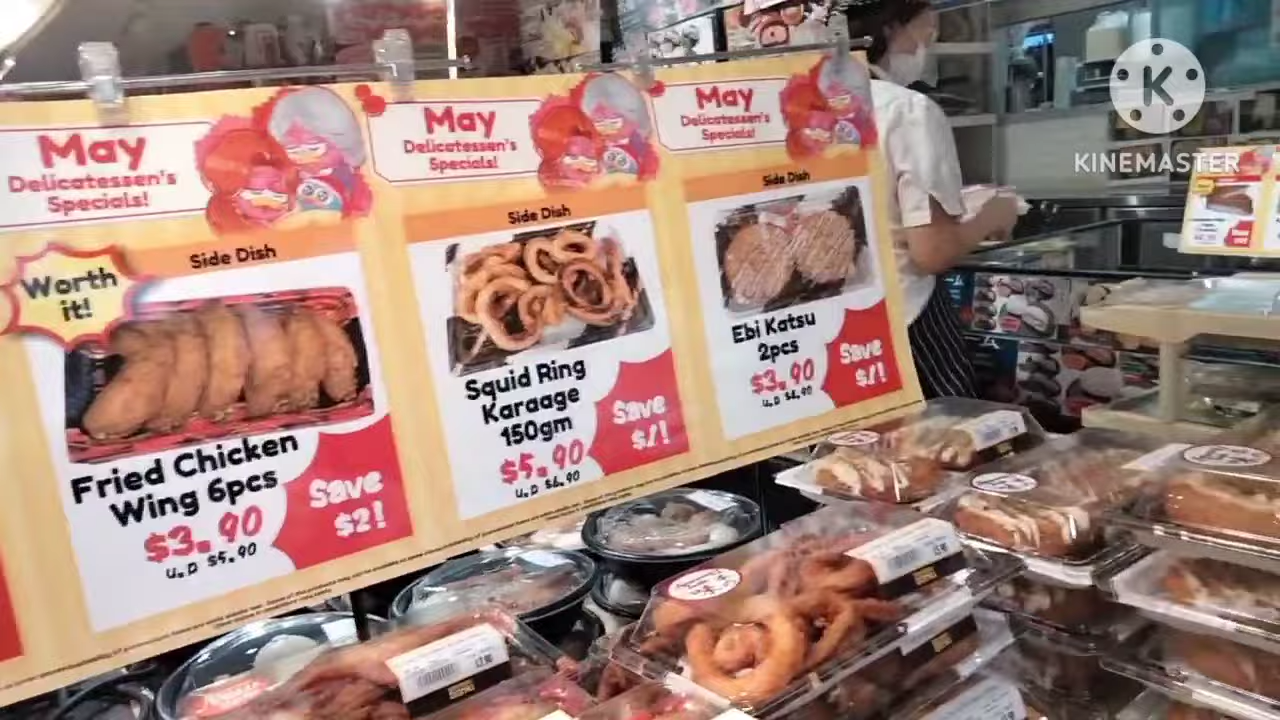 May
Delicatessen's
Specials!
Side Dish
Worth
it!
Fried Chicken
Wing 6pcs
$3.90
U.P $5.90
Save
$2!
May
Delicatessen's
Specials!
Side Dish
Squid Ring
Karaage
150gm
$5.90
U.P $6.90
Save
$1!
May
Delicatessen's
Specials!
Side Dish
Ebi Katsu
2pcs
$3.90
U.P $4.90
Save
$1!
KINEMASTER